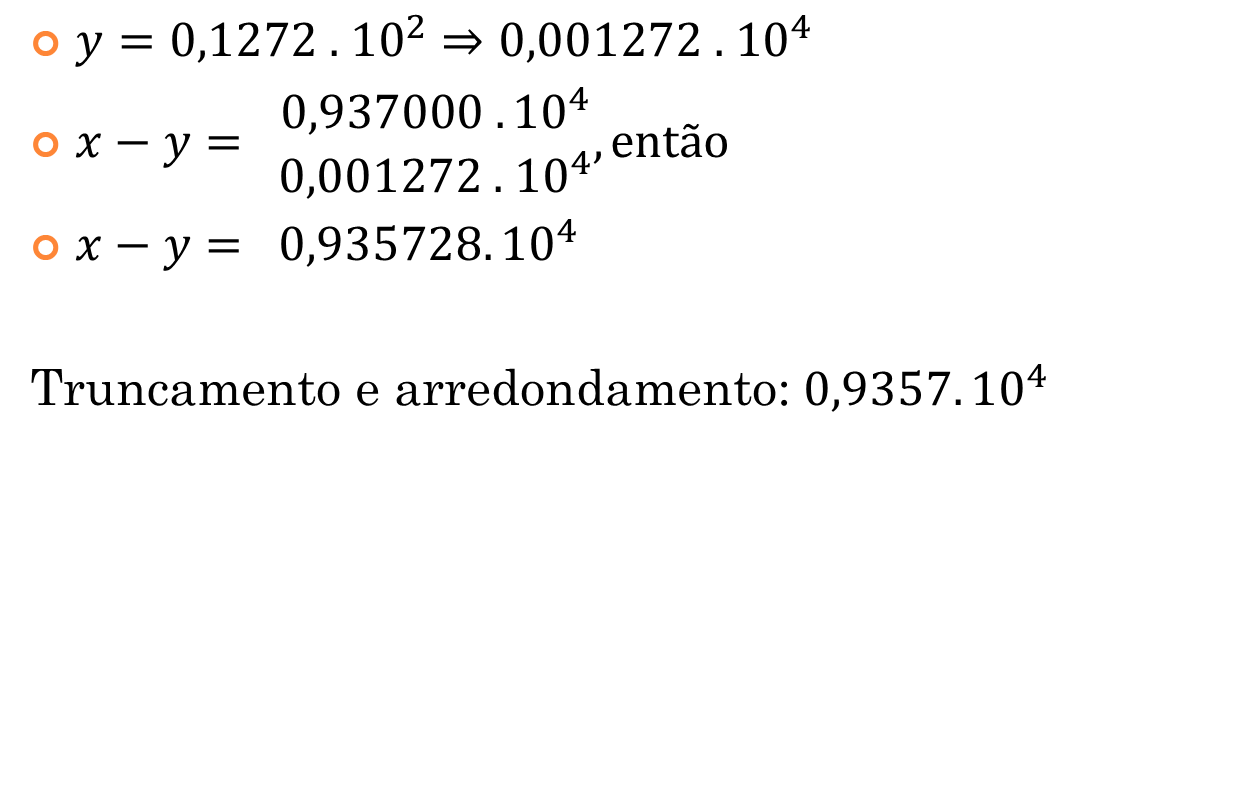 y = 0,1272 . 10² ⇒ 0,001272 . 10⁴
0,937000 . 10⁴
x − y = , então
0,001272 . 10⁴
x − y = 0,935728. 10⁴
Truncamento e arredondamento: 0,9357. 10⁴